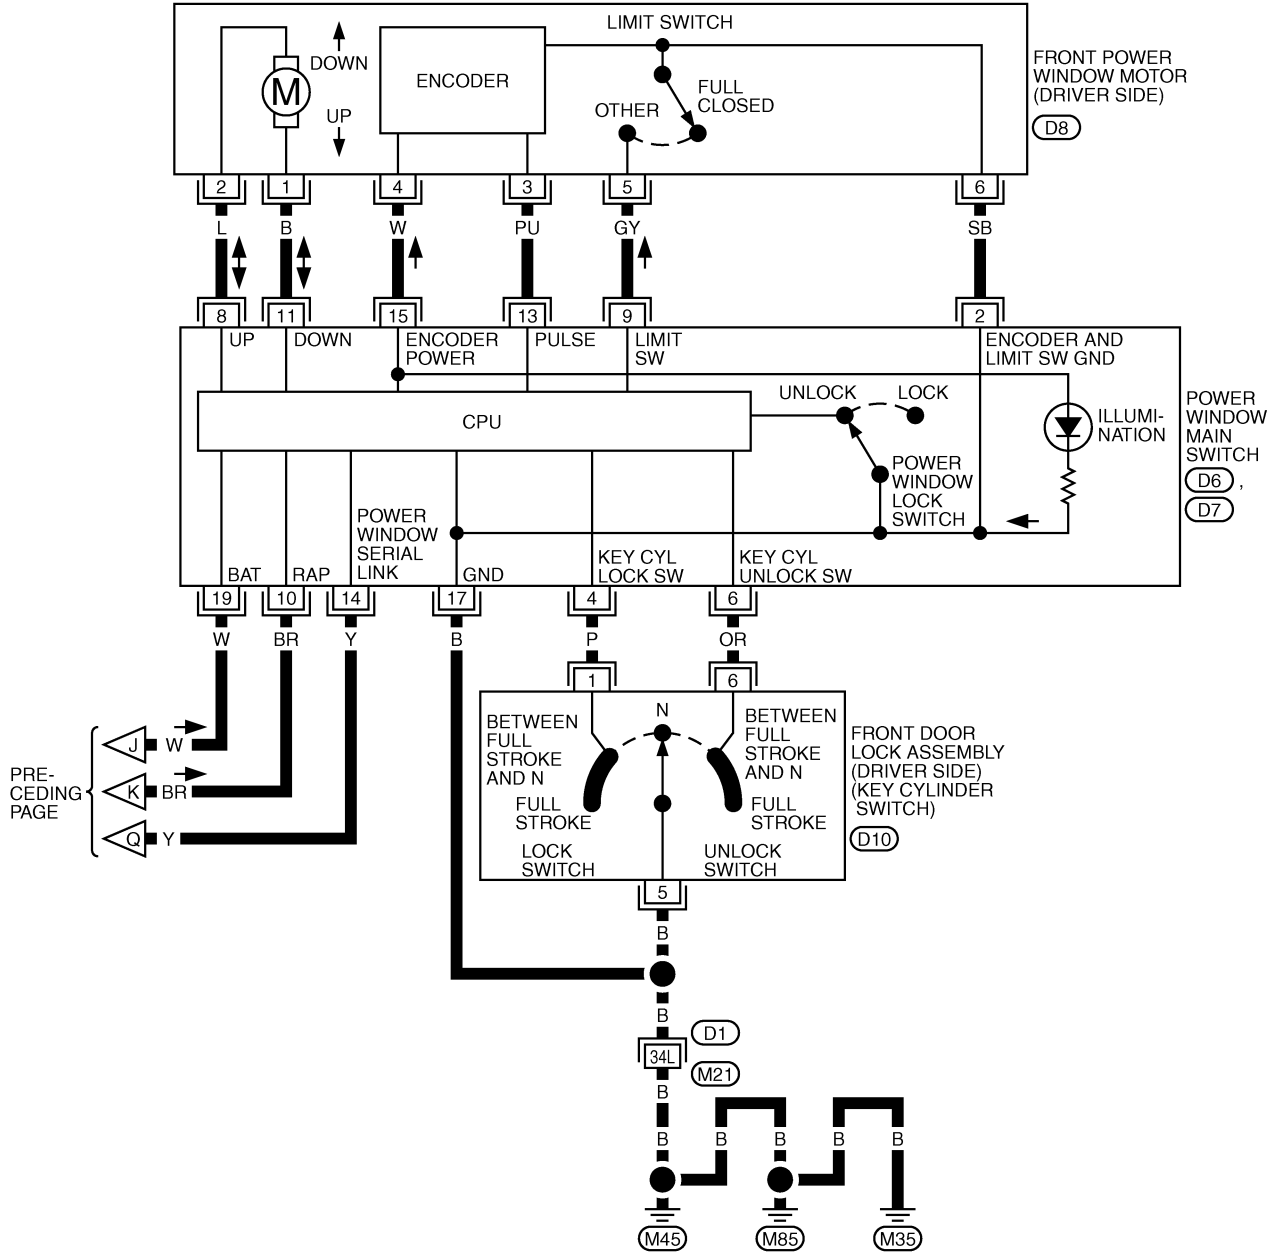 LIMIT SWITCH
DOWN
M
ENCODER
FULL
CLOSED
UP
OTHER
FRONT POWER
WINDOW MOTOR
(DRIVER SIDE)
D8
2 1 4 3 5 6
L B W PU GY SB
8 11 15 13 9 2
UP
DOWN
ENCODER
POWER
PULSE
LIMIT
SW
ENCODER AND
LIMIT SW GND
CPU
UNLOCK
LOCK
ILLUMI-
NATION
POWER
WINDOW
LOCK
SWITCH
POWER
WINDOW
MAIN
SWITCH
D6 ,
D7
POWER
WINDOW
SERIAL
LINK
BAT
RAP
GND
KEY CYL
LOCK SW
KEY CYL
UNLOCK SW
19 10 14 17 4 6
W BR Y B P OR
1 6
BETWEEN
FULL
STROKE
AND N
N
BETWEEN
FULL
STROKE
AND N
FULL
STROKE
FULL
STROKE
LOCK
SWITCH
UNLOCK
SWITCH
FRONT DOOR
LOCK ASSEMBLY
(DRIVER SIDE)
(KEY CYLINDER
SWITCH)
D10
PRE-
CEDING
PAGE
J W
K BR
Q Y
5
B
B
D1
34L
M21
B
B B B B B
M45 M85 M35